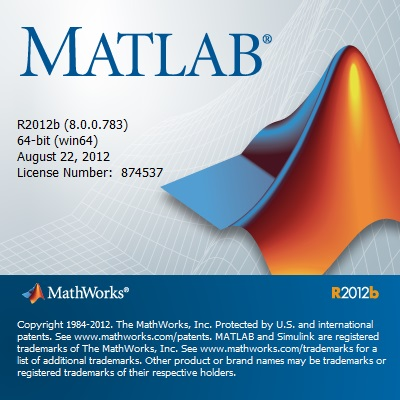 MATLAB®
R2012b (8.0.0.783)
64-bit (win64)
August 22, 2012
License Number: 874537
MathWorks®
R2012b
Copyright 1984-2012. The MathWorks, Inc. Protected by U.S. and international
patents. See www.mathworks.com/patents. MATLAB and Simulink are registered
trademarks of The MathWorks, Inc. See www.mathworks.com/trademarks for a
list of additional trademarks. Other product or brand names may be trademarks or
registered trademarks of their respective holders.